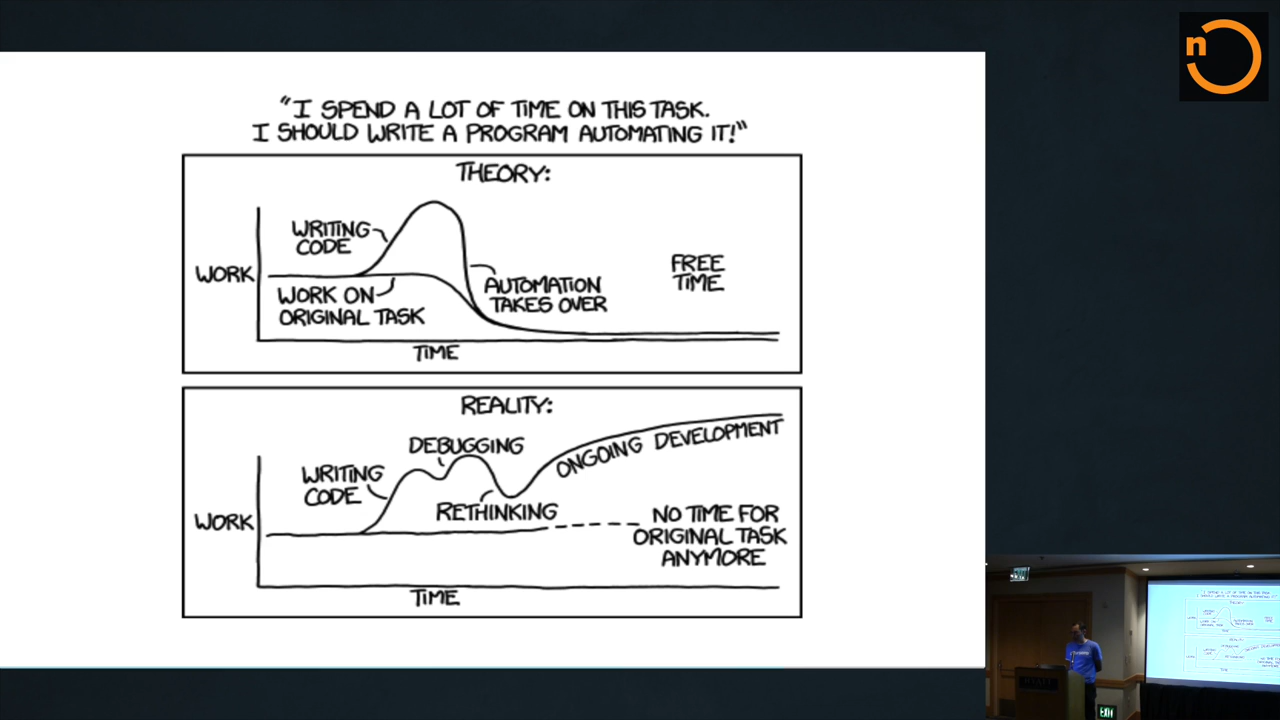 n
"I SPEND A LOT OF TIME ON THIS TASK.
I SHOULD WRITE A PROGRAM AUTOMATING IT!"
THEORY:
WRITING
CODE
WORK
WORK ON
ORIGINAL TASK
AUTOMATION
TAKES OVER
FREE
TIME
TIME
REALITY:
WRITING
CODE
DEBUGGING
RETHINKING
ONGOING DEVELOPMENT
WORK
NO TIME FOR
ORIGINAL TASK
ANYMORE
TIME
EXIT